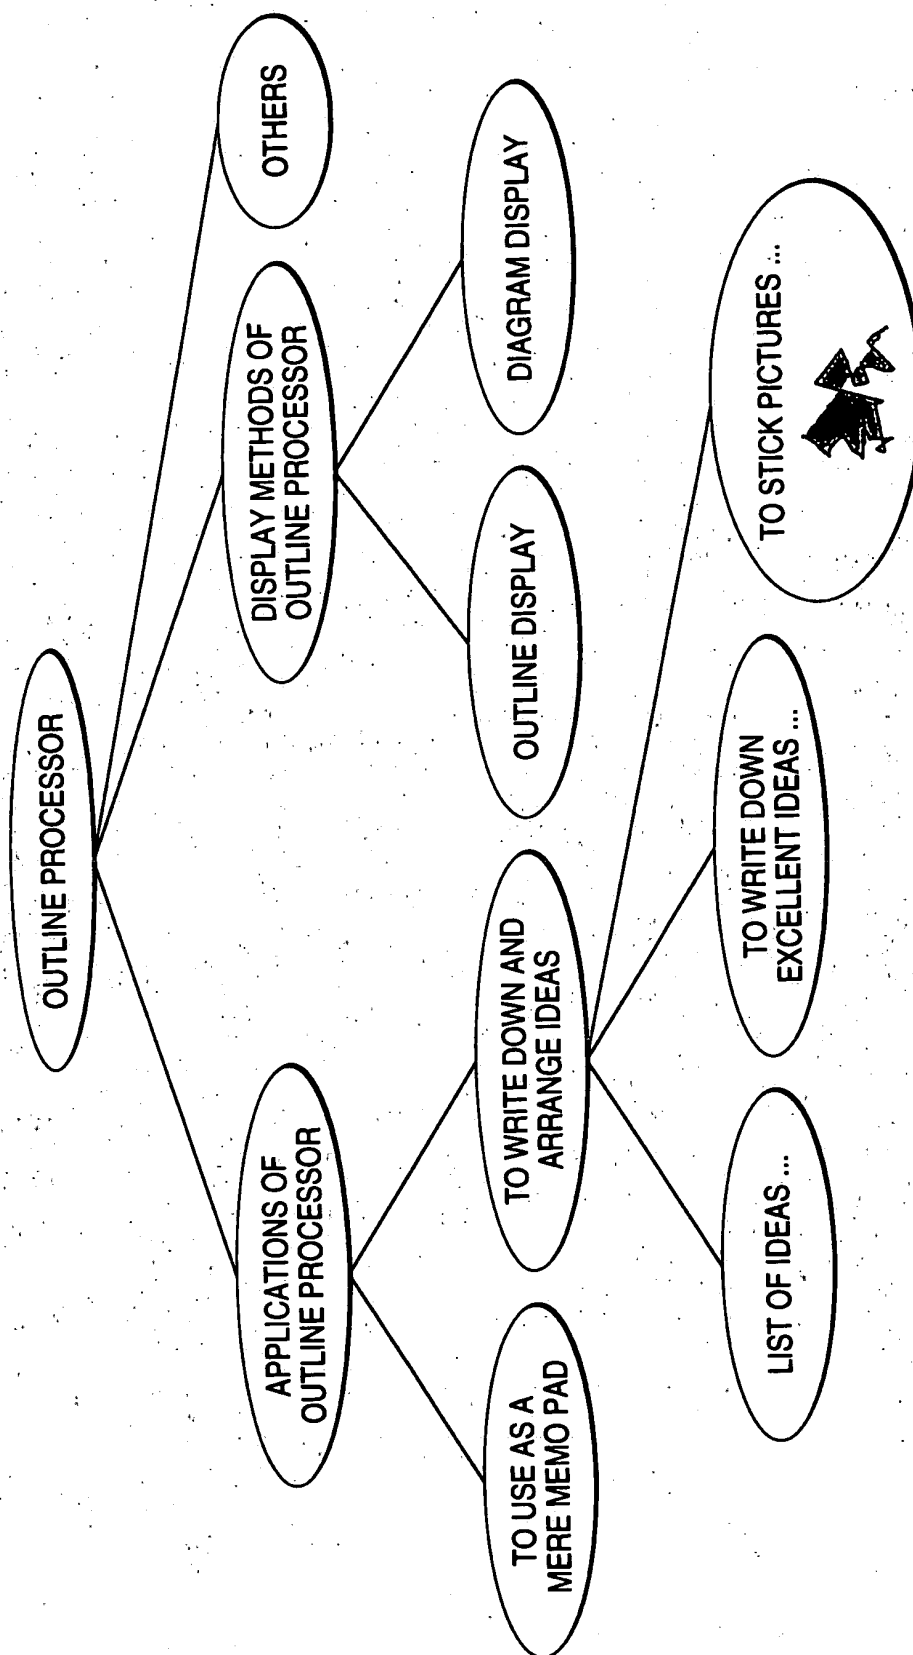 OUTLINE PROCESSOR
APPLICATIONS OF
OUTLINE PROCESSOR
DISPLAY METHODS OF
OUTLINE PROCESSOR
OTHERS
TO USE AS A
MERE MEMO PAD
TO WRITE DOWN AND
ARRANGE IDEAS
OUTLINE DISPLAY
DIAGRAM DISPLAY
LIST OF IDEAS ...
TO WRITE DOWN
EXCELLENT IDEAS ...
TO STICK PICTURES ...